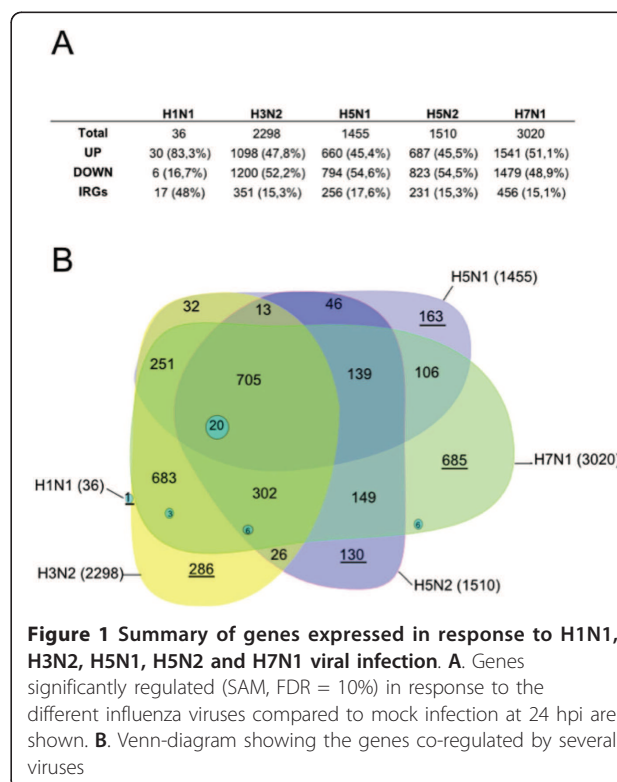 A
H1N1 H3N2 H5N1 H5N2 H7N1
Total 36 2298 1455 1510 3020
UP 30 (83,3%) 1098 (47,8%) 660 (45,4%) 687 (45,5%) 1541 (51,1%)
DOWN 6 (16,7%) 1200 (52,2%) 794 (54,6%) 823 (54,5%) 1479 (48,9%)
IRGs 17 (48%) 351 (15,3%) 256 (17,6%) 231 (15,3%) 456 (15,1%)
B
H5N1 (1455)
32 13 46 163
251 705 139 106
20
H7N1 (3020)
685
H1N1 (36) 1
683 302 149
3 6 6
H3N2 (2298) 286 26 130 H5N2 (1510)
Figure 1 Summary of genes expressed in response to H1N1,
H3N2, H5N1, H5N2 and H7N1 viral infection. A. Genes
significantly regulated (SAM, FDR = 10%) in response to the
different influenza viruses compared to mock infection at 24 hpi are
shown. B. Venn-diagram showing the genes co-regulated by several
viruses